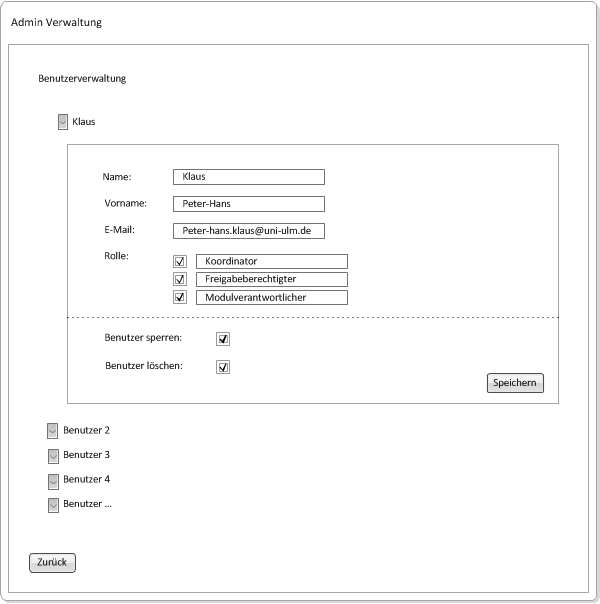 Admin Verwaltung
Benutzerverwaltung
Klaus
Name: Klaus
Vorname: Peter-Hans
E-Mail: Peter-hans.klaus@uni-ulm.de
Rolle: Koordinator
Freigabeberechtigter
Modulverantwortlicher
Benutzer sperren:
Benutzer löschen:
Speichern
Benutzer 2
Benutzer 3
Benutzer 4
Benutzer ...
Zurück